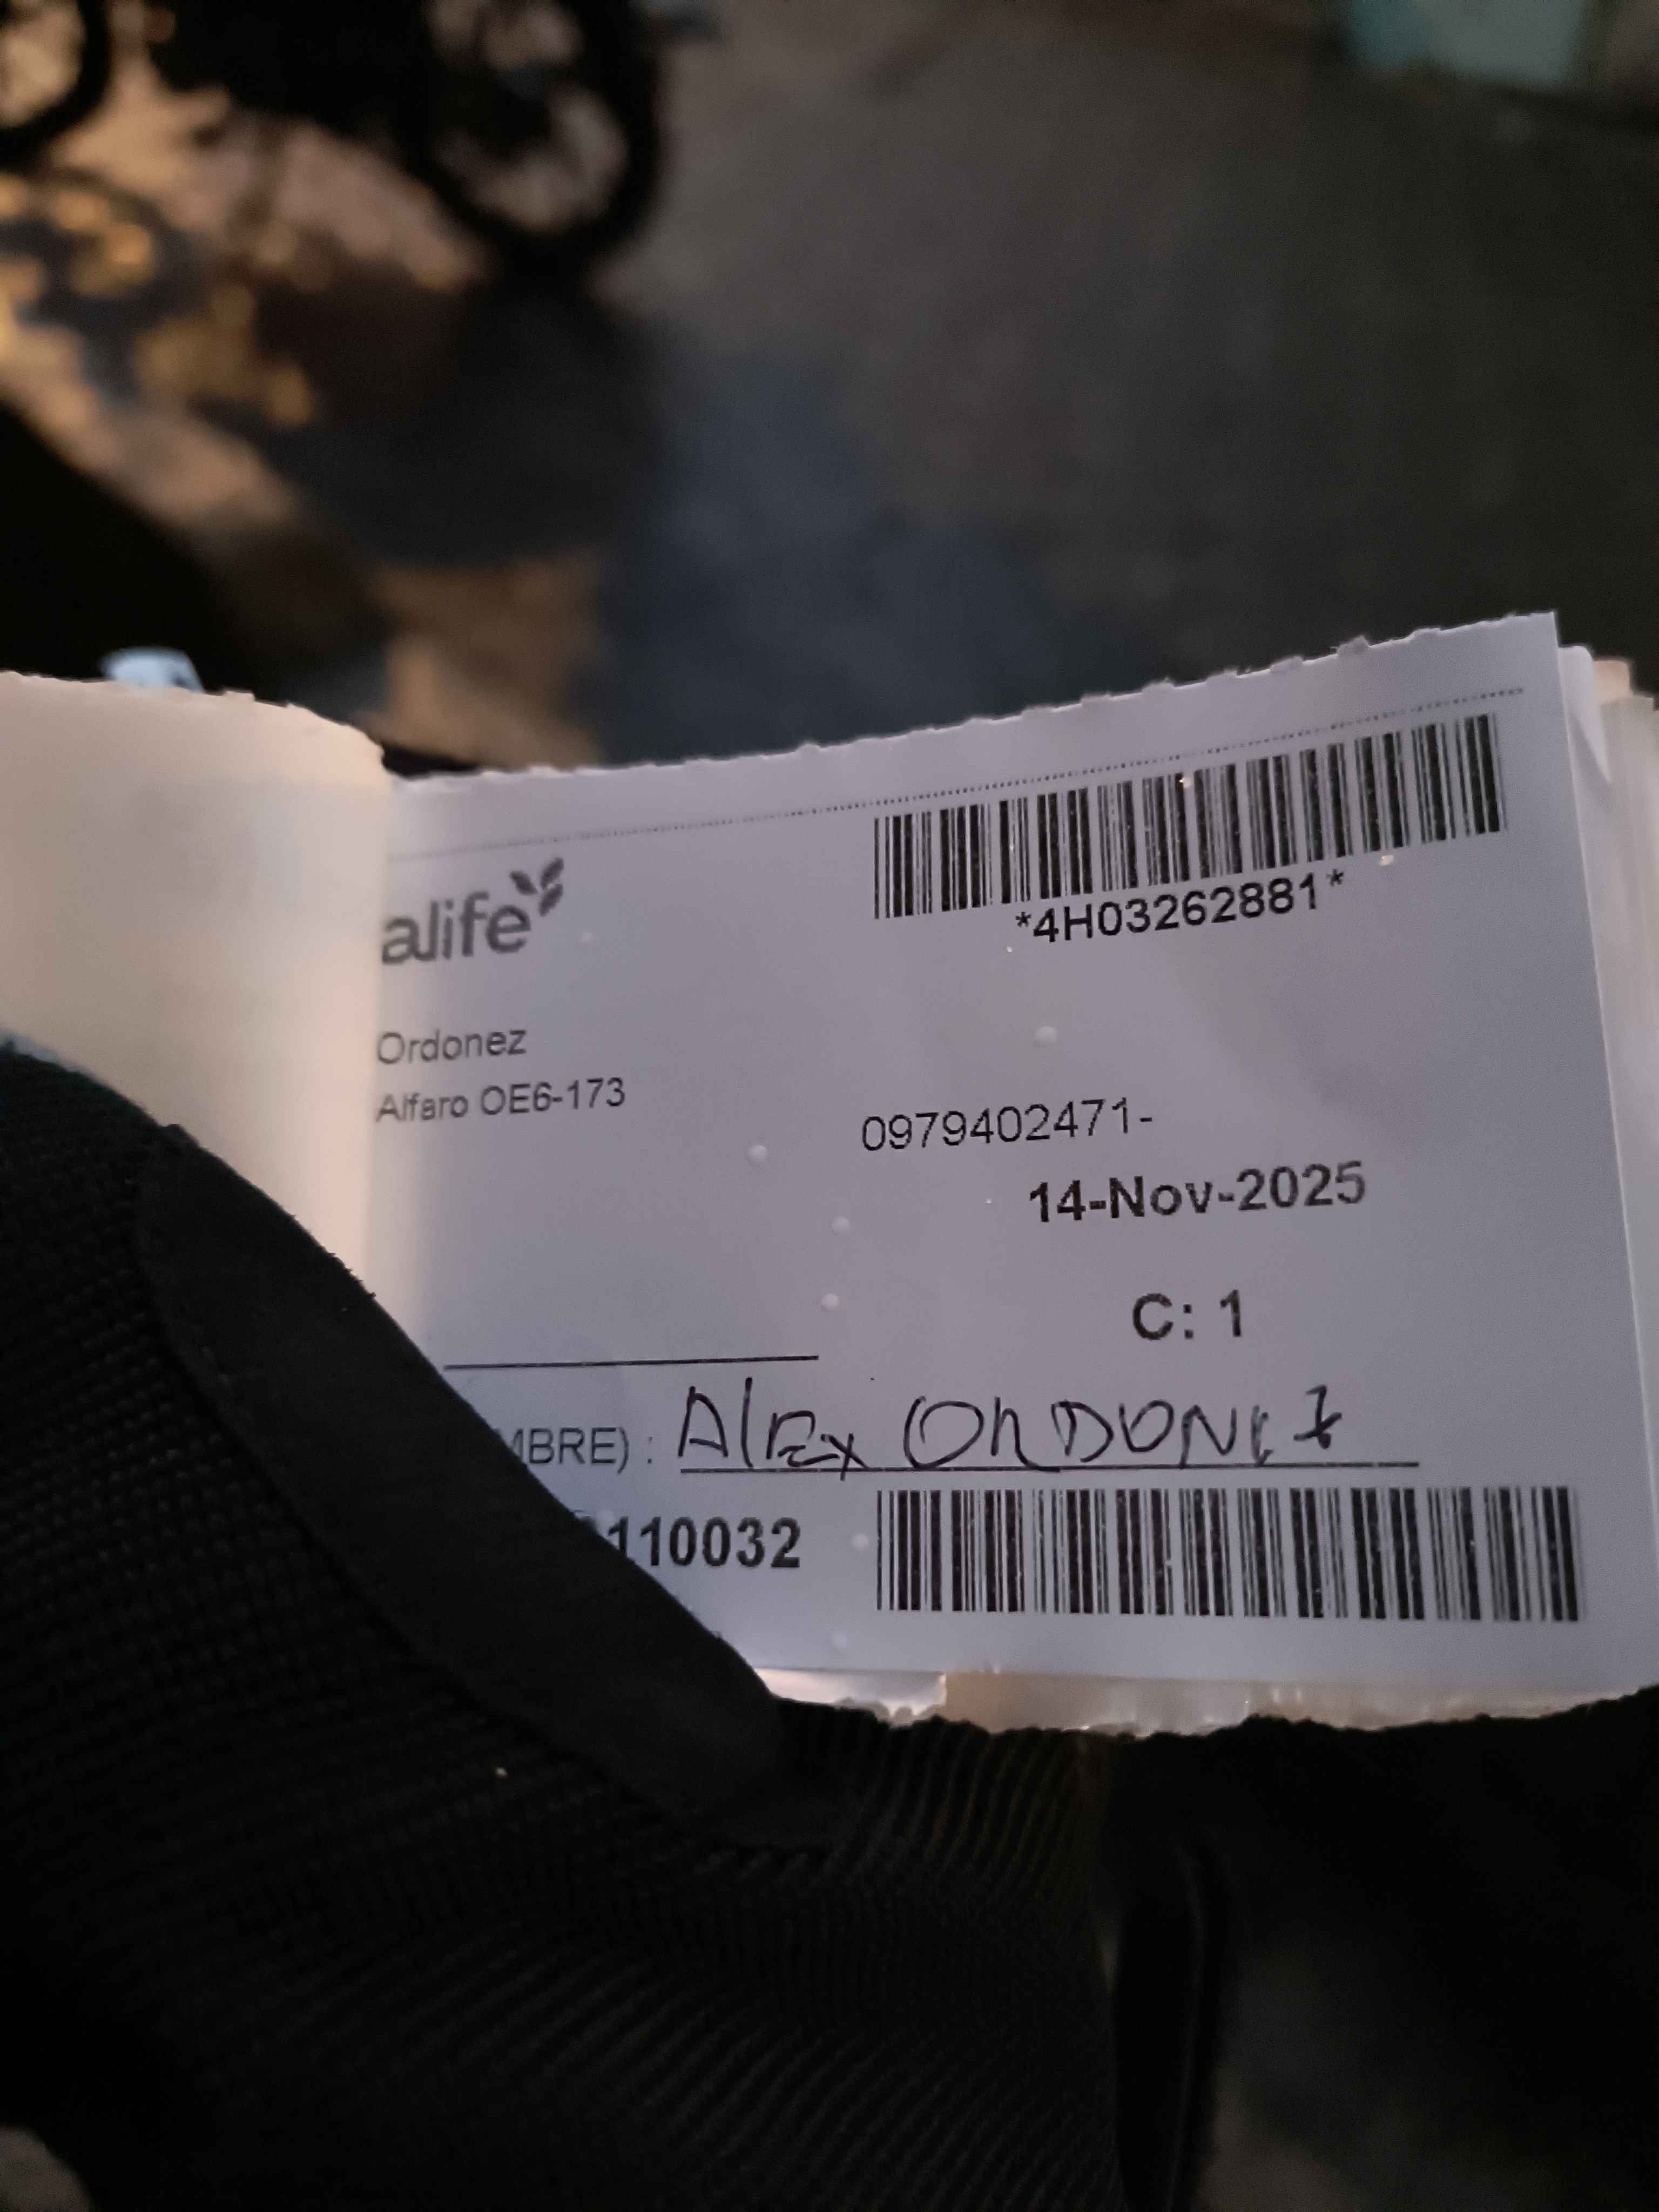 alife
*4H03262881*
Ordonez
Alfaro OE6-173
0979402471-
14-Nov-2025
C: 1
MBRE) : Alex ORDONEZ
110032